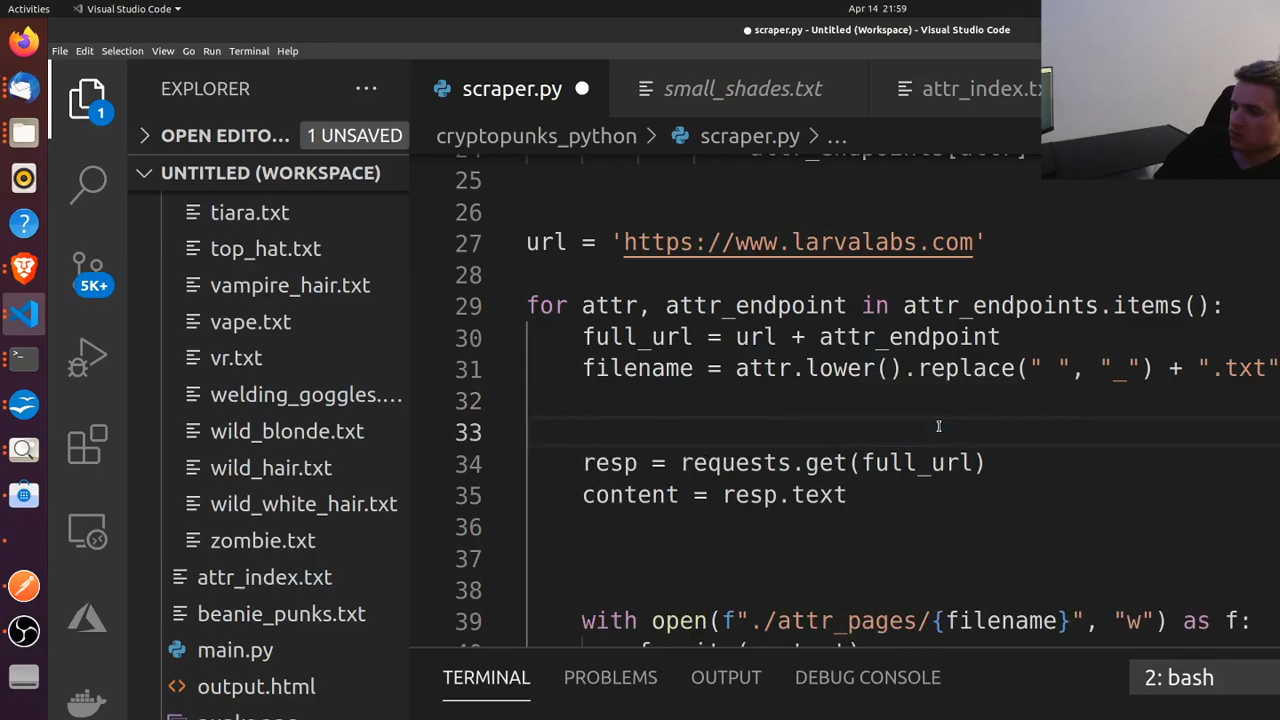 Activities
Visual Studio Code
Apr 14 21:59
scraper.py - Untitled (Workspace) - Visual Studio Code
File Edit Selection View Go Run Terminal Help
EXPLORER
scraper.py
small_shades.txt
attr_index.tx
OPEN EDITO... 1 UNSAVED
cryptopunks_python > scraper.py > ...
UNTITLED (WORKSPACE)
tiara.txt
top_hat.txt
vampire_hair.txt
vape.txt
vr.txt
welding_goggles....
wild_blonde.txt
wild_hair.txt
wild_white_hair.txt
zombie.txt
attr_index.txt
beanie_punks.txt
main.py
output.html
1
5K+
24 attr_endpoints[attr]
25
26
27 url = 'https://www.larvalabs.com'
28
29 for attr, attr_endpoint in attr_endpoints.items():
30 full_url = url + attr_endpoint
31 filename = attr.lower().replace(" ", "_") + ".txt"
32
33
34 resp = requests.get(full_url)
35 content = resp.text
36
37
38
39 with open(f"./attr_pages/{filename}", "w") as f:
TERMINAL PROBLEMS OUTPUT DEBUG CONSOLE 2: bash